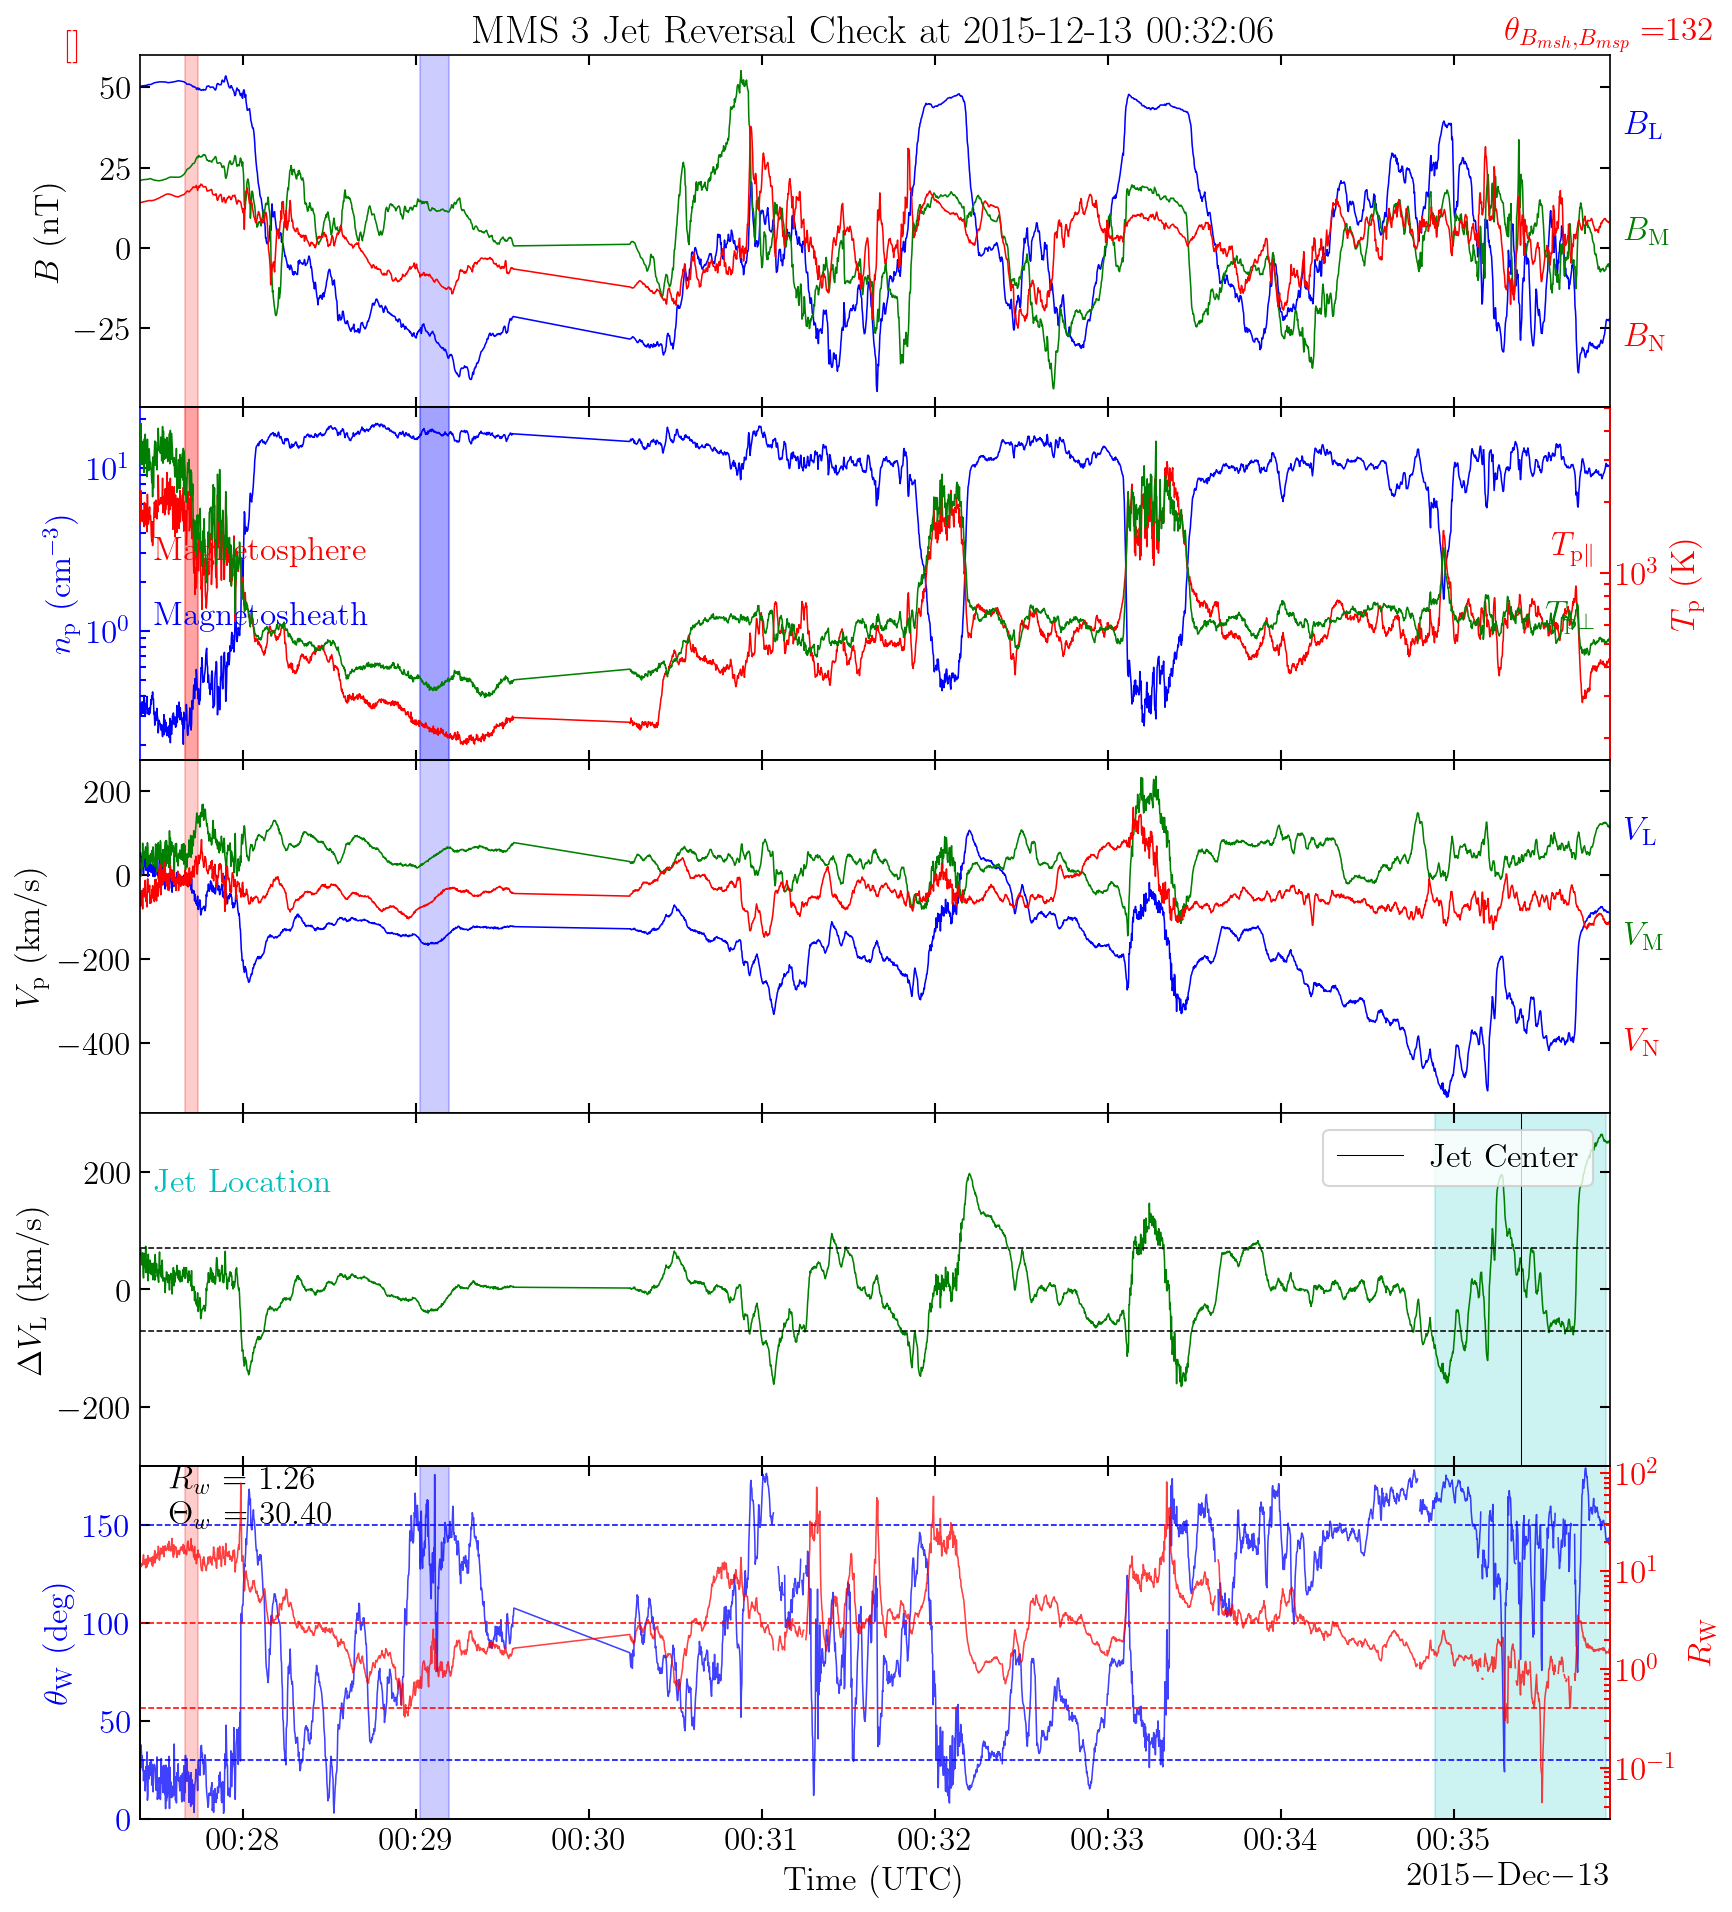 MMS 3 Jet Reversal Check at 2015-12-13 00:32:06
θ_{B_{msh},B_{msp}} =132
[]
50
25
0
−25
B (nT)
B_L
B_M
B_N
10^1
10^0
n_p (cm^{−3})
Magnetosphere
Magnetosheath
T_{p∥}
T_{p⊥}
10^3
T_p (K)
200
0
−200
−400
V_p (km/s)
V_L
V_M
V_N
200
0
−200
ΔV_L (km/s)
Jet Location
Jet Center
R_w = 1.26
Θ_w = 30.40
150
100
50
0
θ_W (deg)
10^2
10^1
10^0
10^{−1}
R_W
00:28 00:29 00:30 00:31 00:32 00:33 00:34 00:35
Time (UTC)
2015−Dec−13